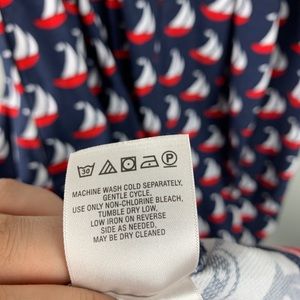 30 P
MACHINE WASH COLD SEPARATELY,
GENTLE CYCLE,
USE ONLY NON-CHLORINE BLEACH,
TUMBLE DRY LOW,
LOW IRON ON REVERSE
SIDE AS NEEDED,
MAY BE DRY CLEANED